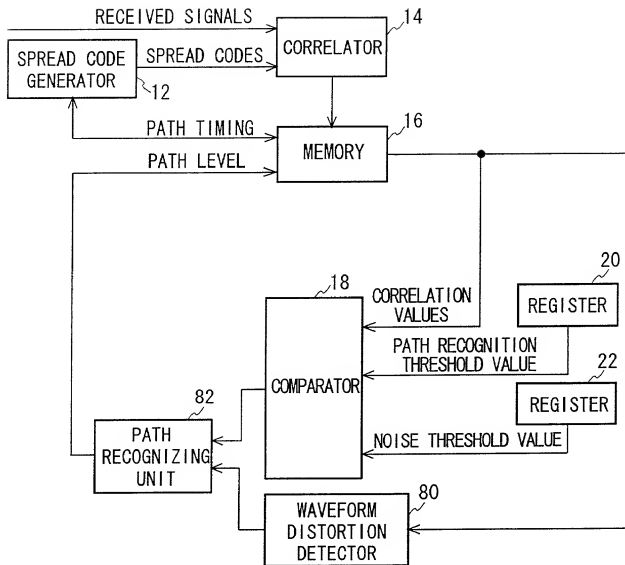 RECEIVED SIGNALS
14
SPREAD CODE
GENERATOR
SPREAD CODES
CORRELATOR
12
16
PATH TIMING
MEMORY
PATH LEVEL
18
20
CORRELATION
VALUES
REGISTER
PATH RECOGNITION
THRESHOLD VALUE
22
COMPARATOR
82
REGISTER
PATH
RECOGNIZING
UNIT
NOISE THRESHOLD VALUE
80
WAVEFORM
DISTORTION
DETECTOR